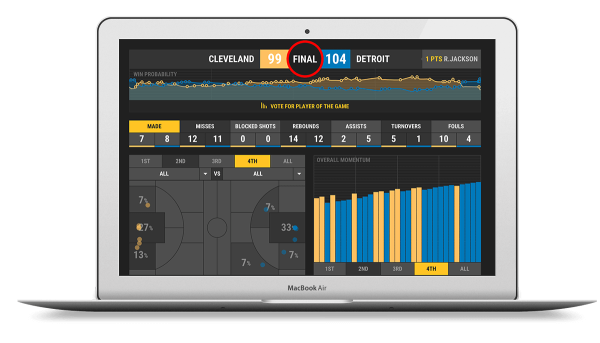 CLEVELAND 99 FINAL 104 DETROIT 1 PTS R.JACKSON
WIN PROBABILITY
VOTE FOR PLAYER OF THE GAME
MADE MISSES BLOCKED SHOTS REBOUNDS ASSISTS TURNOVERS FOULS
7 8 12 11 0 0 14 12 2 5 5 1 10 4
1ST 2ND 3RD 4TH ALL
ALL VS ALL
OVERALL MOMENTUM
7%
7%
27%
33%
13%
7%
7%
1ST 2ND 3RD 4TH ALL
MacBook Air